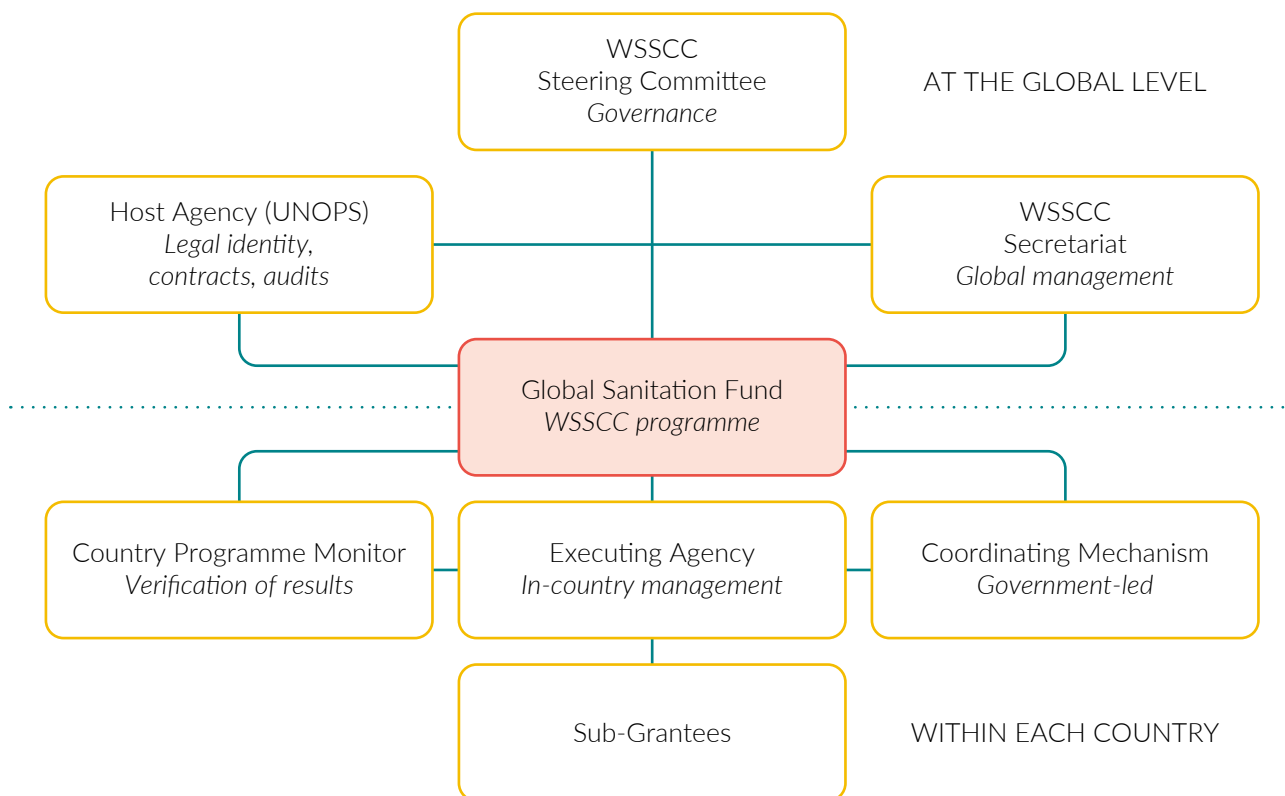 WSSCC
Steering Committee
Governance
AT THE GLOBAL LEVEL
Host Agency (UNOPS)
Legal identity,
contracts, audits
WSSCC
Secretariat
Global management
Global Sanitation Fund
WSSCC programme
Country Programme Monitor
Verification of results
Executing Agency
In-country management
Coordinating Mechanism
Government-led
Sub-Grantees
WITHIN EACH COUNTRY